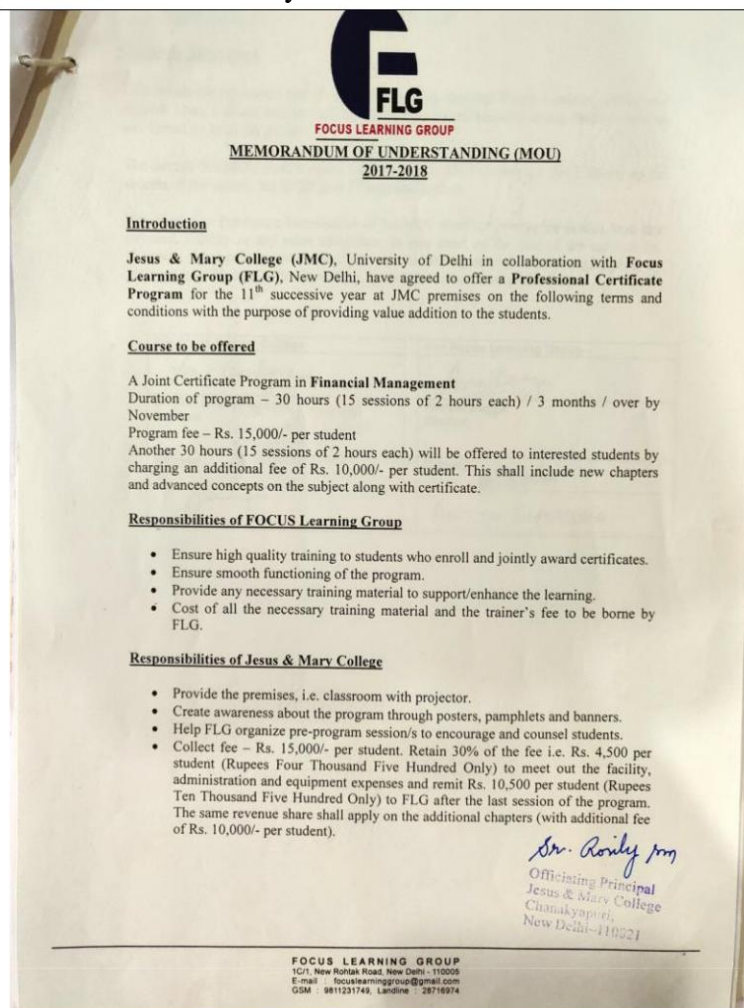 FLG
FOCUS LEARNING GROUP
MEMORANDUM OF UNDERSTANDING (MOU)
2017-2018
Introduction
Jesus & Mary College (JMC), University of Delhi in collaboration with Focus
Learning Group (FLG), New Delhi, have agreed to offer a Professional Certificate
Program for the 11th successive year at JMC premises on the following terms and
conditions with the purpose of providing value addition to the students.
Course to be offered
A Joint Certificate Program in Financial Management
Duration of program – 30 hours (15 sessions of 2 hours each) / 3 months / over by
November
Program fee – Rs. 15,000/- per student
Another 30 hours (15 sessions of 2 hours each) will be offered to interested students by
charging an additional fee of Rs. 10,000/- per student. This shall include new chapters
and advanced concepts on the subject along with certificate.
Responsibilities of FOCUS Learning Group
• Ensure high quality training to students who enroll and jointly award certificates.
• Ensure smooth functioning of the program.
• Provide any necessary training material to support/enhance the learning.
• Cost of all the necessary training material and the trainer's fee to be borne by
FLG.
Responsibilities of Jesus & Mary College
• Provide the premises, i.e. classroom with projector.
• Create awareness about the program through posters, pamphlets and banners.
• Help FLG organize pre-program session/s to encourage and counsel students.
• Collect fee – Rs. 15,000/- per student. Retain 30% of the fee i.e. Rs. 4,500 per
student (Rupees Four Thousand Five Hundred Only) to meet out the facility,
administration and equipment expenses and remit Rs. 10,500 per student (Rupees
Ten Thousand Five Hundred Only) to FLG after the last session of the program.
The same revenue share shall apply on the additional chapters (with additional fee
of Rs. 10,000/- per student).
Sr. Rosily
Officiating Principal
Jesus & Mary College
Chanakyapuri,
New Delhi-110021
FOCUS LEARNING GROUP
1C/1, New Rohtak Road, New Delhi - 110005
E-mail : focuslearninggroup@gmail.com
GSM : 9811231749, Landline : 28716974